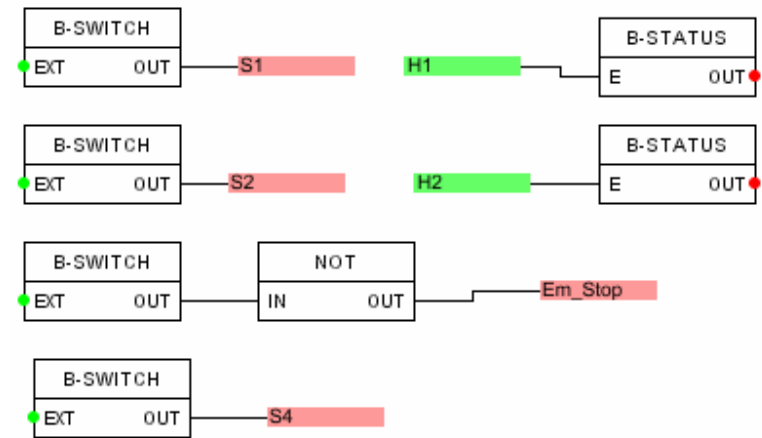 B-SWITCH
EXT OUT S1
H1
B-STATUS
E OUT
B-SWITCH
EXT OUT S2
H2
B-STATUS
E OUT
B-SWITCH
EXT OUT
NOT
IN OUT
Em_Stop
B-SWITCH
EXT OUT S4